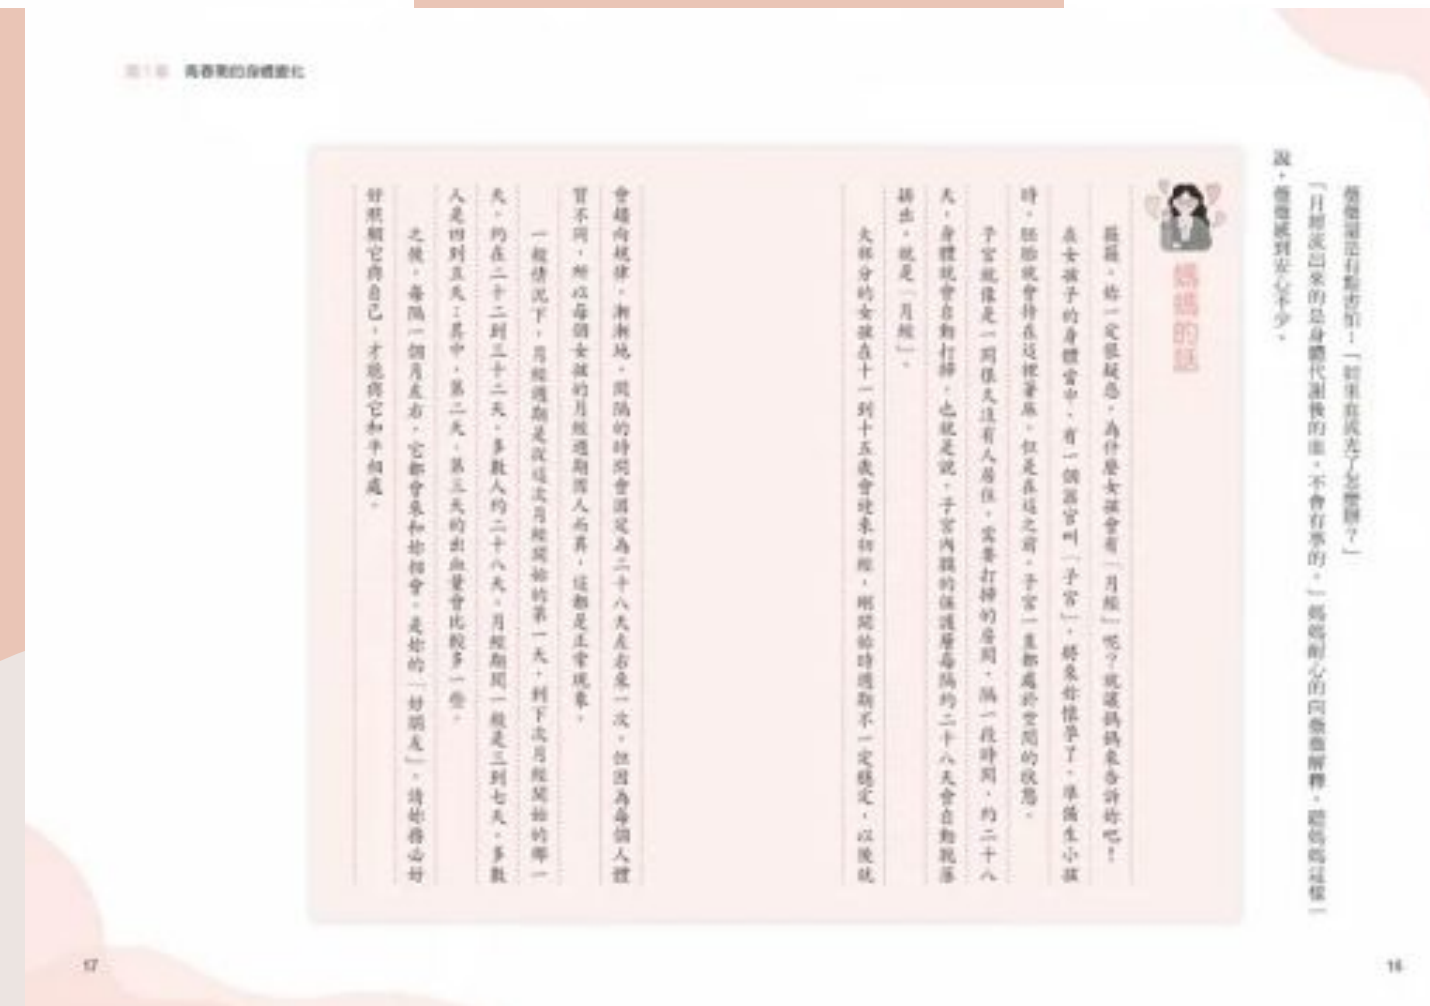 薇薇還是有點害怕：「如果血流光了怎麼辦？」
「月經流出來的是身體代謝後的血，不會有事的。」媽媽耐心的向薇薇解釋，聽媽媽這樣一
說，薇薇感到安心不少。
媽媽的話
薇薇，妳一定很疑惑，為什麼女孩會有「月經」呢？就讓媽媽來告訴妳吧！
在女孩子的身體當中，有一個器官叫「子宮」，將來妳懷孕了，準備生小孩
時，胚胎就會待在這裡著床，但是在這之前，子宮一直都處於空閒的狀態。
子宮就像是一間很久沒有人居住，需要打掃的房間，隔一段時間，約二十八
天，身體就會自動打掃，也就是說，子宮內膜的保護層每隔約二十八天會自動脫落
排出，就是「月經」。
大部分的女孩在十一到十五歲會迎來初經，剛開始時週期不一定穩定，以後就
會趨向規律，漸漸地，間隔的時間會固定為二十八天左右來一次，但因為每個人體
質不同，所以每個女孩的月經週期因人而異，這都是正常現象。
一般情況下，月經週期是從這次月經開始的第一天，到下次月經開始的那一
天，約在二十二到三十二天，多數人約二十八天，月經期間一般是三到七天，多數
人是四到五天；其中，第二天、第三天的出血量會比較多一些。
之後，每隔一個月左右，它都會來和妳相會，是妳的「好朋友」，請妳務必好
好照顧它與自己，才能與它和平相處。
16
第1章 青春期的身體變化
17